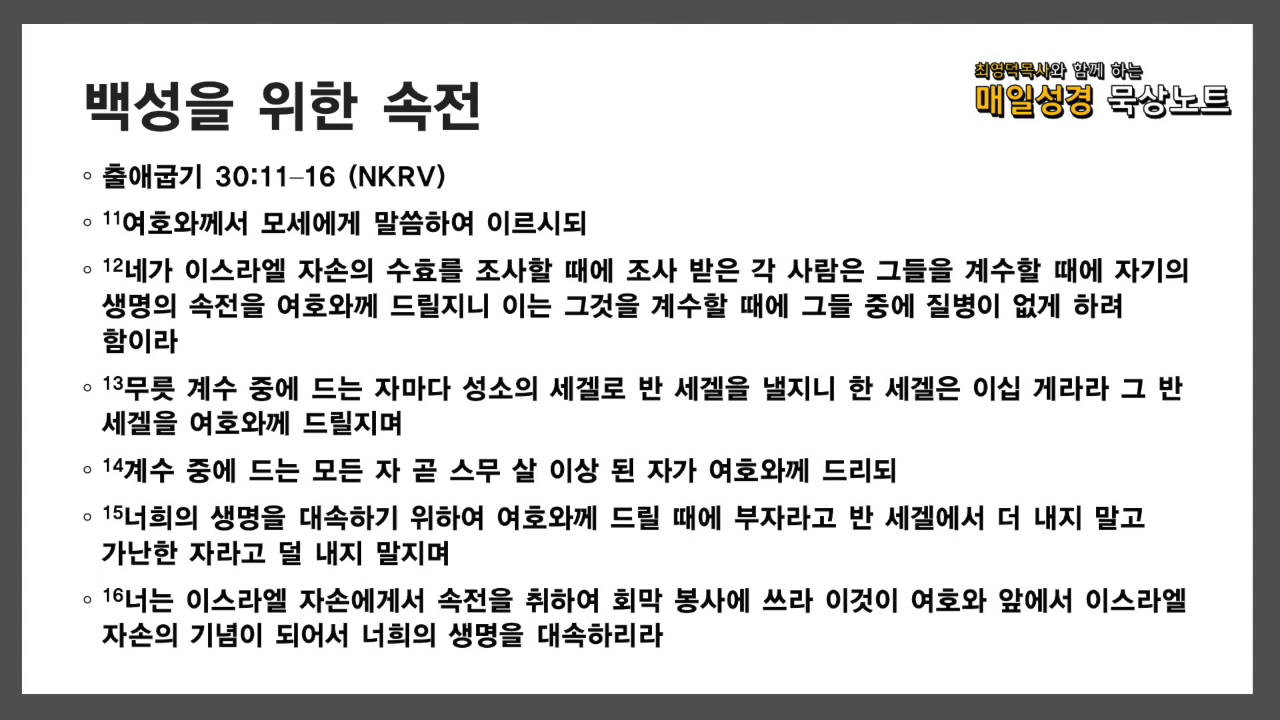 최영덕목사와 함께 하는
매일성경 묵상노트
백성을 위한 속전
◦ 출애굽기 30:11–16 (NKRV)
◦ ¹¹여호와께서 모세에게 말씀하여 이르시되
◦ ¹²네가 이스라엘 자손의 수효를 조사할 때에 조사 받은 각 사람은 그들을 계수할 때에 자기의
생명의 속전을 여호와께 드릴지니 이는 그것을 계수할 때에 그들 중에 질병이 없게 하려
함이라
◦ ¹³무릇 계수 중에 드는 자마다 성소의 세겔로 반 세겔을 낼지니 한 세겔은 이십 게라라 그 반
세겔을 여호와께 드릴지며
◦ ¹⁴계수 중에 드는 모든 자 곧 스무 살 이상 된 자가 여호와께 드리되
◦ ¹⁵너희의 생명을 대속하기 위하여 여호와께 드릴 때에 부자라고 반 세겔에서 더 내지 말고
가난한 자라고 덜 내지 말지며
◦ ¹⁶너는 이스라엘 자손에게서 속전을 취하여 회막 봉사에 쓰라 이것이 여호와 앞에서 이스라엘
자손의 기념이 되어서 너희의 생명을 대속하리라